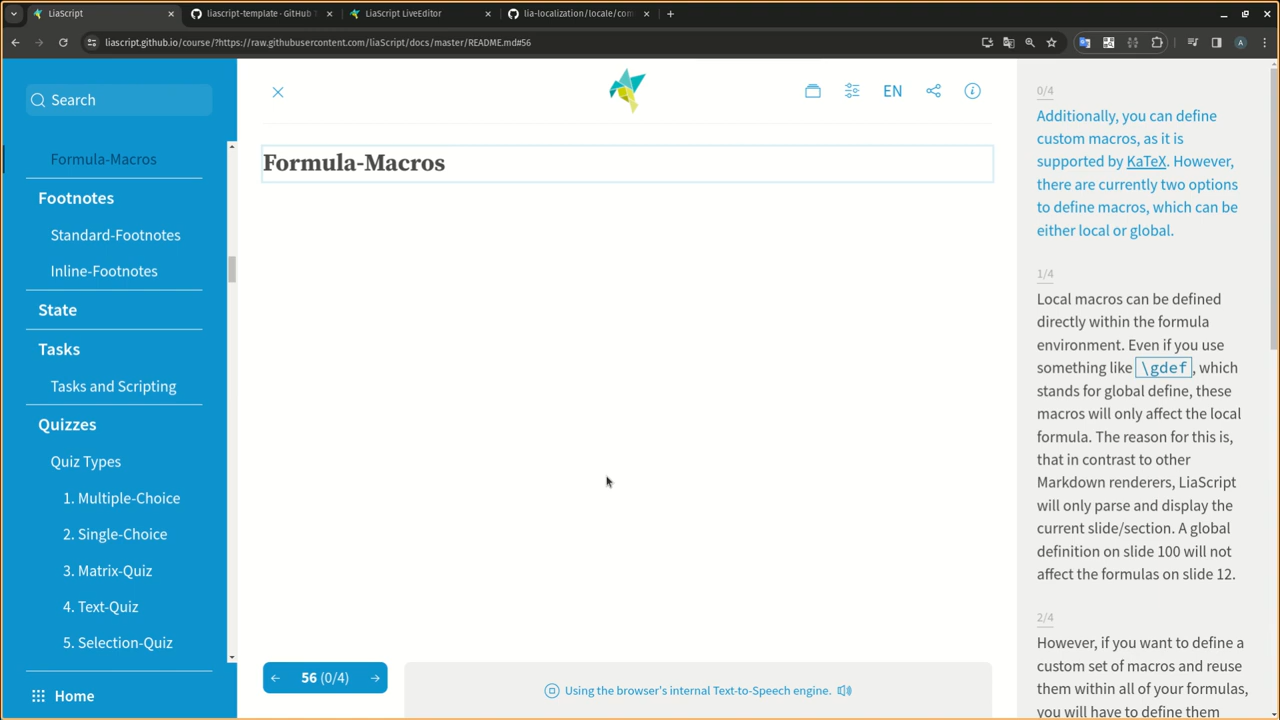 LiaScript
liascript-template · GitHub T
LiaScript LiveEditor
lia-localization/locale/com
liascript.github.io/course/?https://raw.githubusercontent.com/liaScript/docs/master/README.md#56
A
Search
Formula-Macros
Footnotes
Standard-Footnotes
Inline-Footnotes
State
Tasks
Tasks and Scripting
Quizzes
Quiz Types
1. Multiple-Choice
2. Single-Choice
3. Matrix-Quiz
4. Text-Quiz
5. Selection-Quiz
Home
EN
Formula-Macros
56 (0/4)
Using the browser's internal Text-to-Speech engine.
0/4
Additionally, you can define
custom macros, as it is
supported by KaTeX. However,
there are currently two options
to define macros, which can be
either local or global.
1/4
Local macros can be defined
directly within the formula
environment. Even if you use
something like \gdef, which
stands for global define, these
macros will only affect the local
formula. The reason for this is,
that in contrast to other
Markdown renderers, LiaScript
will only parse and display the
current slide/section. A global
definition on slide 100 will not
affect the formulas on slide 12.
2/4
However, if you want to define a
custom set of macros and reuse
them within all of your formulas,
you will have to define them